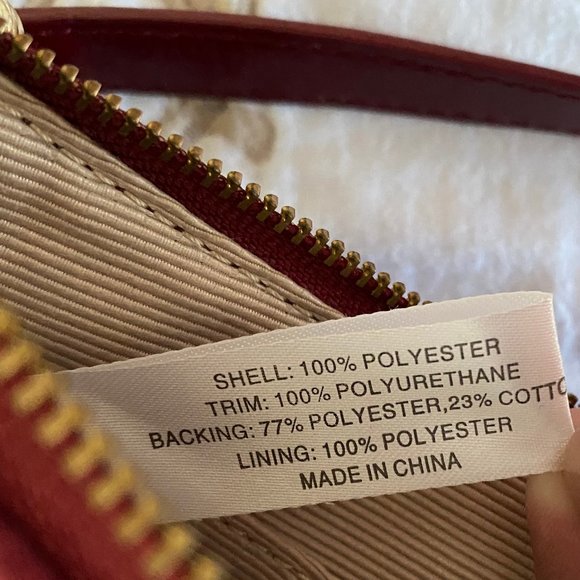 SHELL: 100% POLYESTER
TRIM: 100% POLYURETHANE
BACKING: 77% POLYESTER,23% COTTO
LINING: 100% POLYESTER
MADE IN CHINA